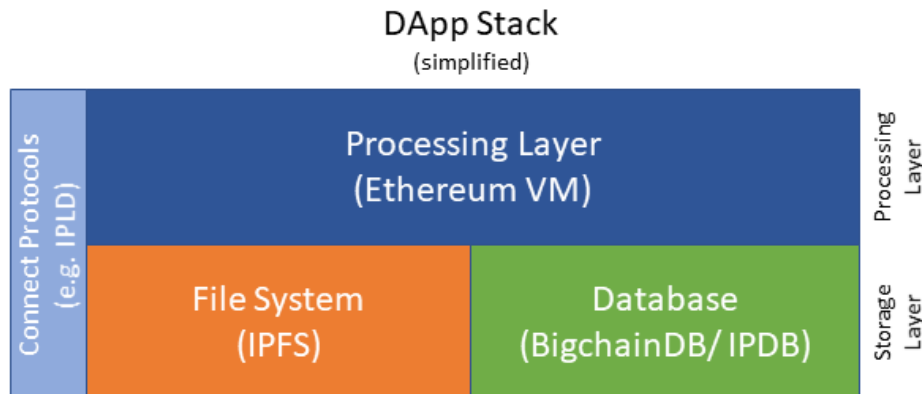 DApp Stack
(simplified)
Connect Protocols
(e.g. IPLD)
Processing Layer
(Ethereum VM)
Processing
Layer
File System
(IPFS)
Database
(BigchainDB/ IPDB)
Storage
Layer